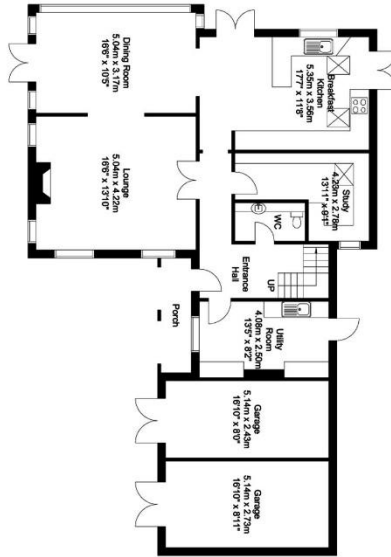 Dining Room
5.04m x 3.17m
16'6" x 10'5"
Breakfast
Kitchen
5.35m x 3.56m
17'7" x 11'8"
Lounge
5.04m x 4.22m
16'6" x 13'10"
Study
4.23m x 2.78m
13'11" x 9'1"
WC
UP
Entrance
Hall
Porch
Utility
Room
4.08m x 2.50m
13'5" x 8'2"
Garage
5.14m x 2.43m
16'10" x 8'0"
Garage
5.14m x 2.73m
16'10" x 8'11"